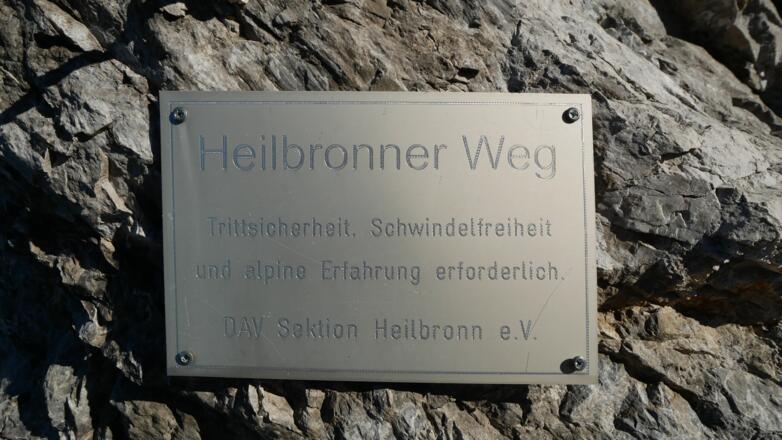 Heilbronner Weg
Trittsicherheit, Schwindelfreiheit
und alpine Erfahrung erforderlich.
DAV Sektion Heilbronn e.V.